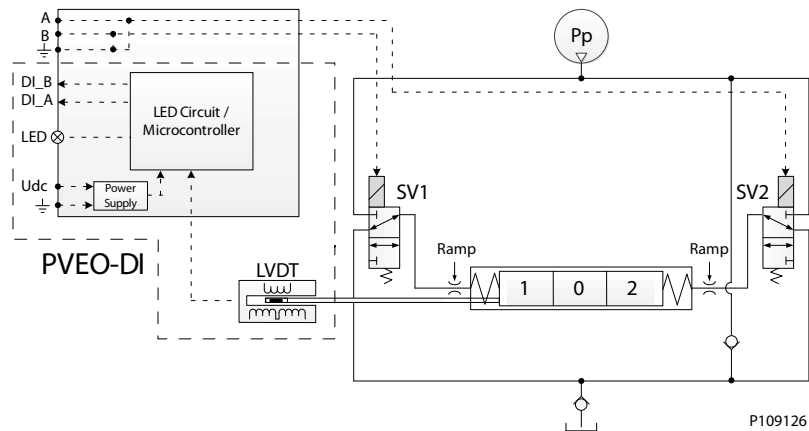 A
B
Pp
DI_B
DI_A
LED Circuit /
Microcontroller
LED
Udc
Power
Supply
SV1
SV2
PVEO-DI
LVDT
Ramp
Ramp
1 0 2
P109126